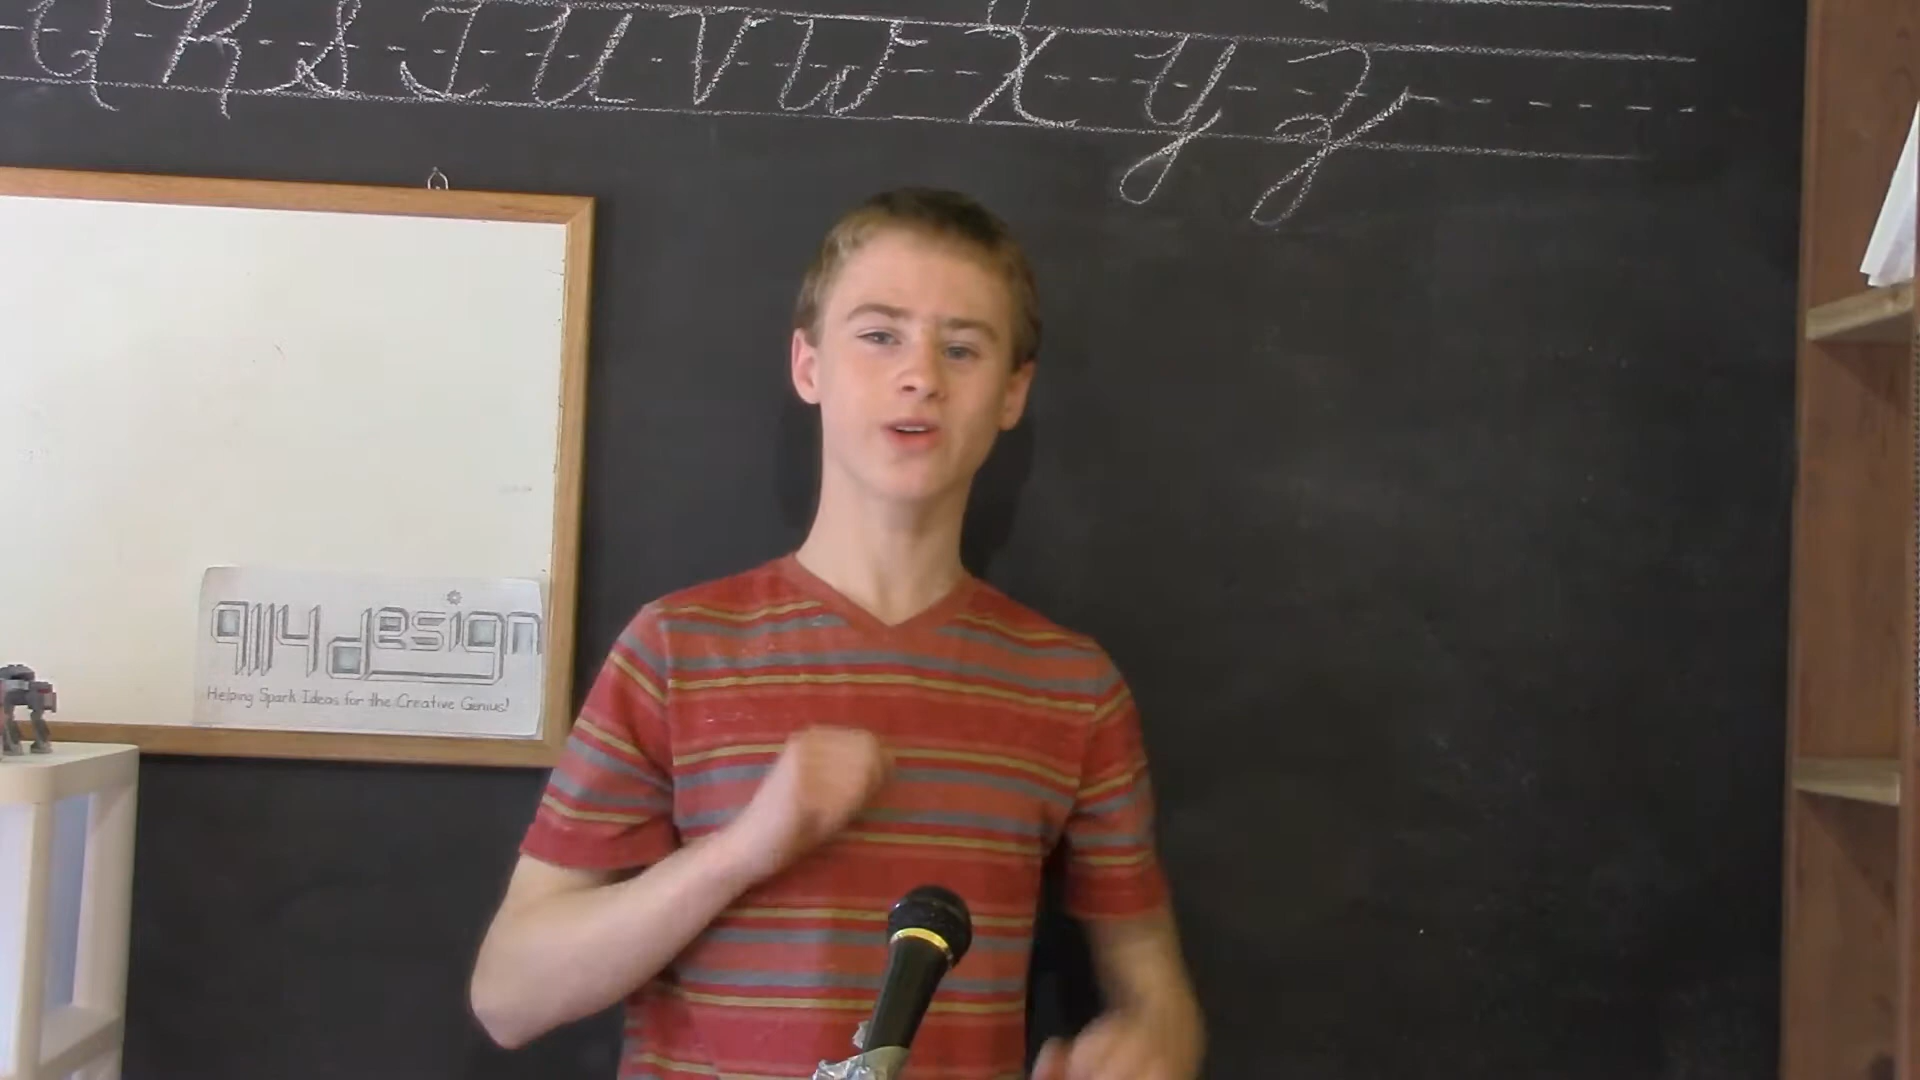 Q R S T U V W X Y Z
9114design
Helping Spark Ideas for the Creative Genius!